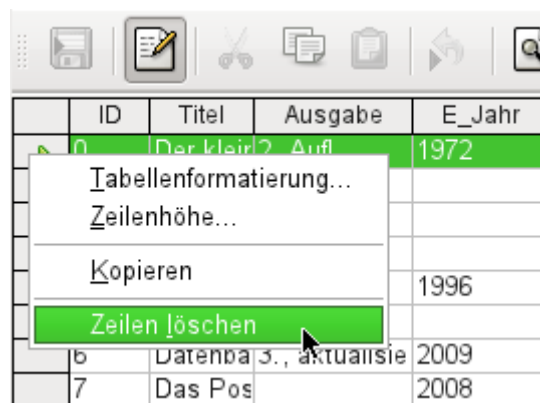 ID Titel Ausgabe E_Jahr
0 Der kleir 2. Aufl 1972
Tabellenformatierung...
Zeilenhöhe...
Kopieren
1996
Zeilen löschen
6 Datenba 3., aktualisie 2009
7 Das Pos 2008